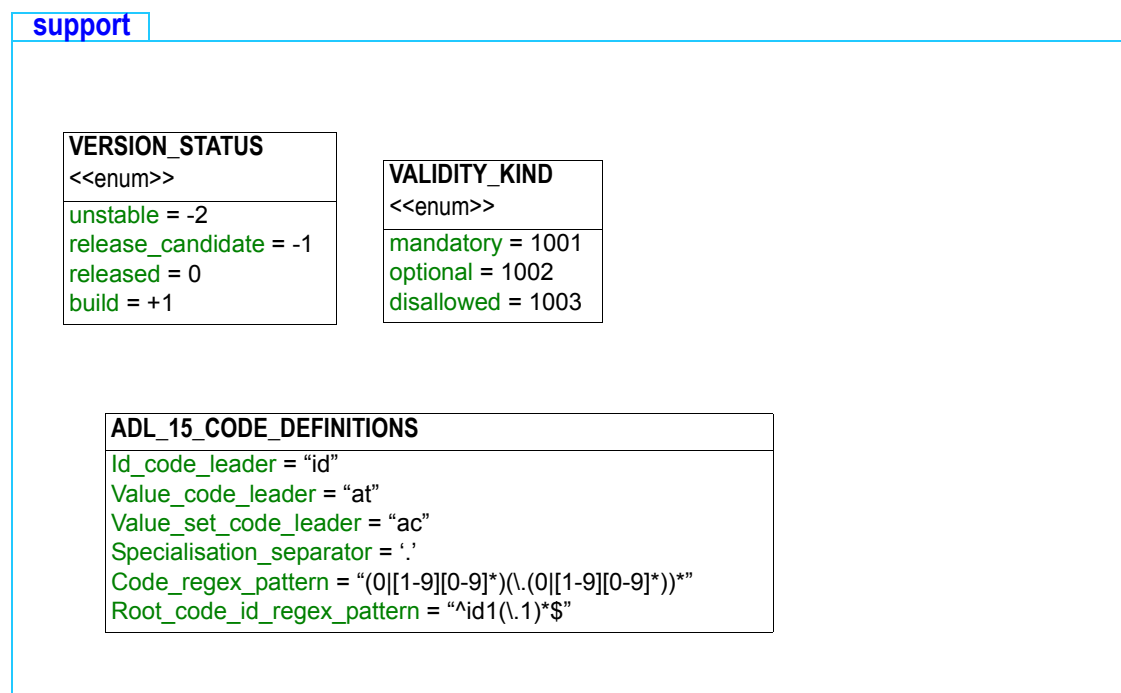 support
VERSION_STATUS
<<enum>>
unstable = -2
release_candidate = -1
released = 0
build = +1
VALIDITY_KIND
<<enum>>
mandatory = 1001
optional = 1002
disallowed = 1003
ADL_15_CODE_DEFINITIONS
Id_code_leader = “id”
Value_code_leader = “at”
Value_set_code_leader = “ac”
Specialisation_separator = ‘.’
Code_regex_pattern = “(0|[1-9][0-9]*)(\.(0|[1-9][0-9]*))*”
Root_code_id_regex_pattern = “^id1(\.1)*$”